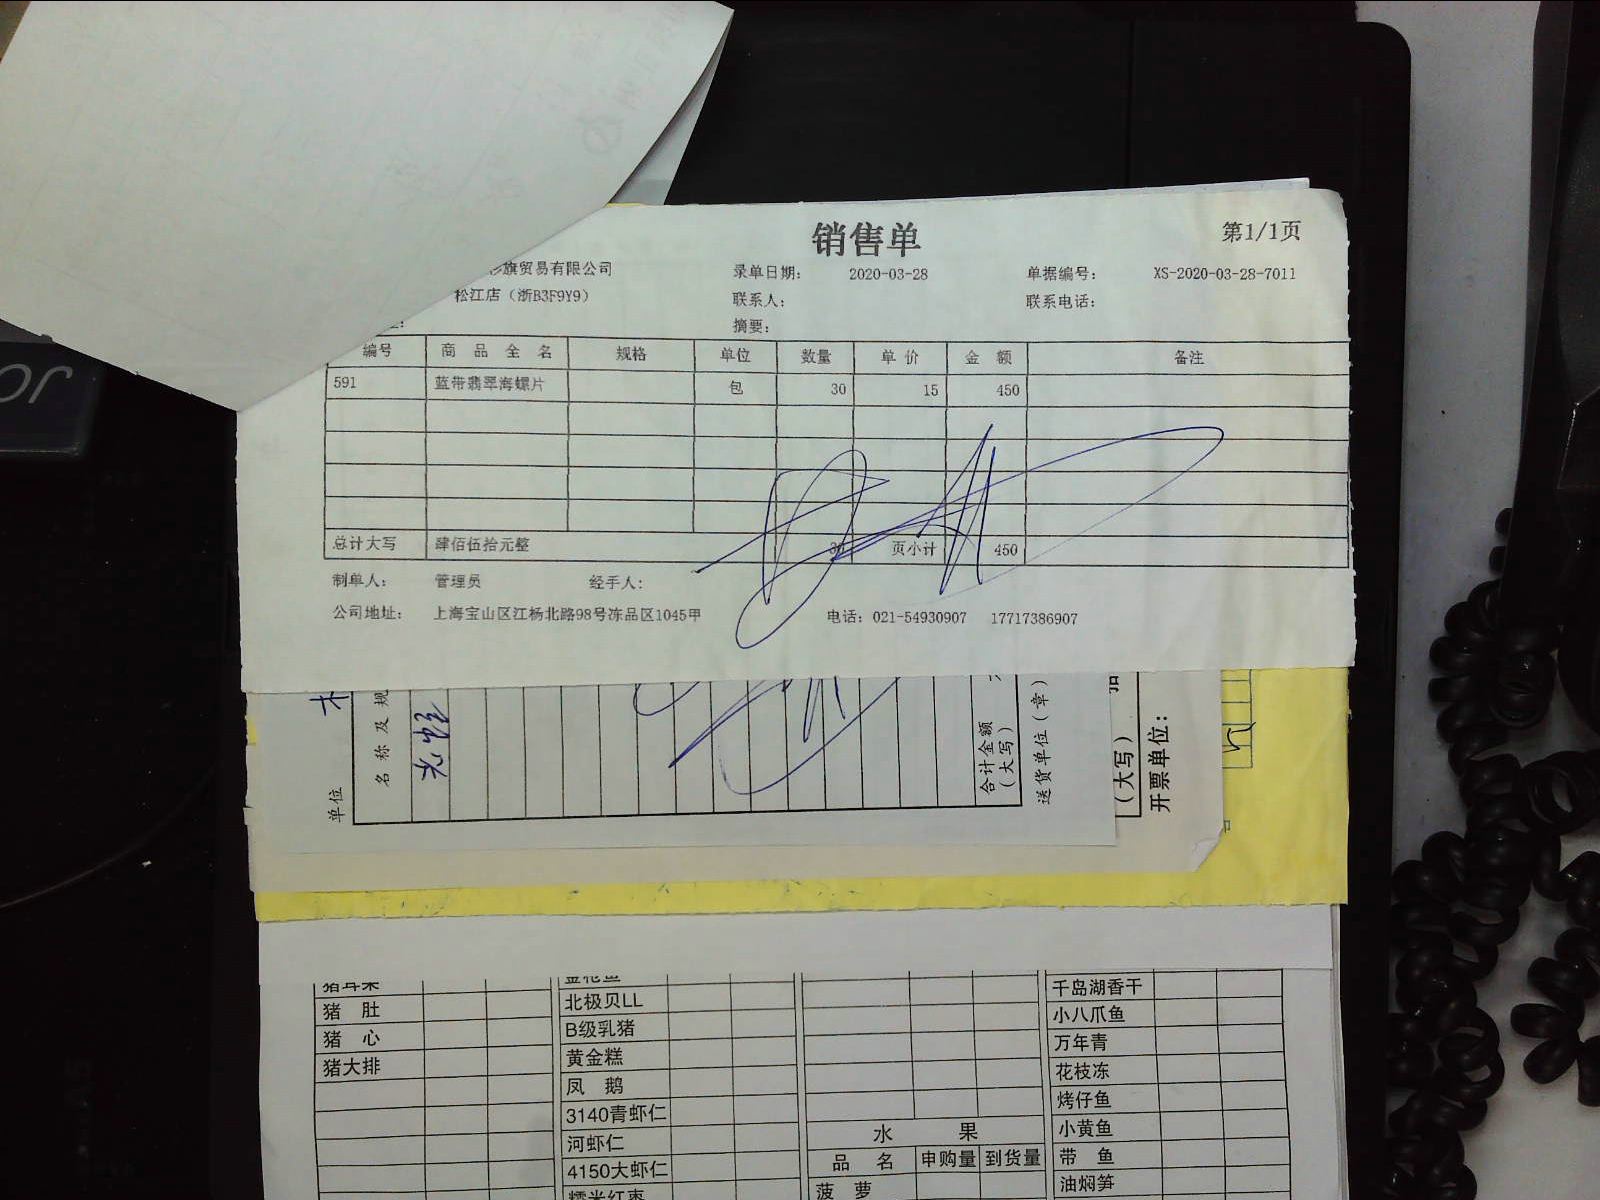 销售单
第1/1页
旗贸易有限公司 录单日期: 2020-03-28 单据编号: XS-2020-03-28-7011
松江店（浙B3F9Y9） 联系人: 联系电话:
摘要:
编号 商品全名 规格 单位 数量 单价 金额 备注
591 蓝带翡翠海螺片 包 30 15 450
总计大写 肆佰伍拾元整 30 页小计 450
制单人: 管理员 经手人:
公司地址: 上海宝山区江杨北路98号冻品区1045甲 电话: 021-54930907 17717386907
单位
名称及规
合计金额
（大写）
送货单位（章）
（大写）
开票单位:
猪肚 北极贝LL 千岛湖香干
猪心 B级乳猪 小八爪鱼
猪大排 黄金糕 万年青
凤鹅 花枝冻
3140青虾仁 烤仔鱼
河虾仁 水果 小黄鱼
4150大虾仁 品名 申购量 到货量 带鱼
糯米红枣 菠萝 油焖笋